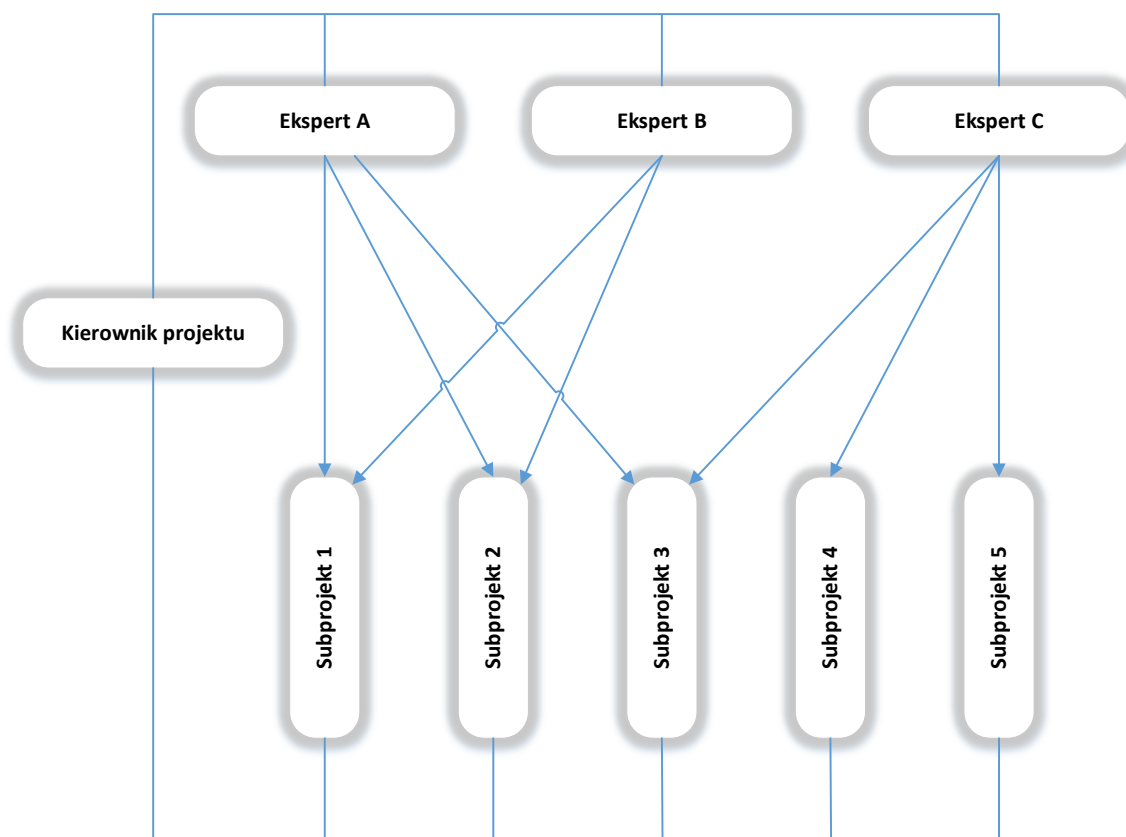 Ekspert A
Ekspert B
Ekspert C
Kierownik projektu
Subprojekt 1
Subprojekt 2
Subprojekt 3
Subprojekt 4
Subprojekt 5